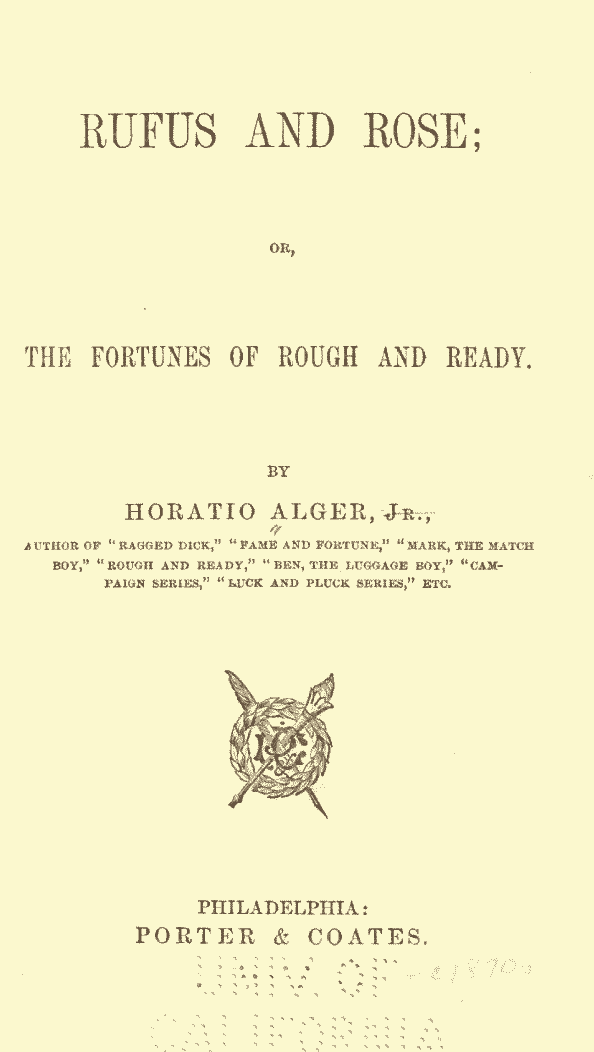 RUFUS AND ROSE;
OR,
THE FORTUNES OF ROUGH AND READY.
BY
HORATIO ALGER, JR.,
AUTHOR OF “RAGGED DICK,” “FAME AND FORTUNE,” “MARK, THE MATCH
BOY,” “ROUGH AND READY,” “BEN, THE LUGGAGE BOY,” “CAM-
PAIGN SERIES,” “LUCK AND PLUCK SERIES,” ETC.
PHILADELPHIA:
PORTER & COATES.
UNIV. OF
CALIFORNIA